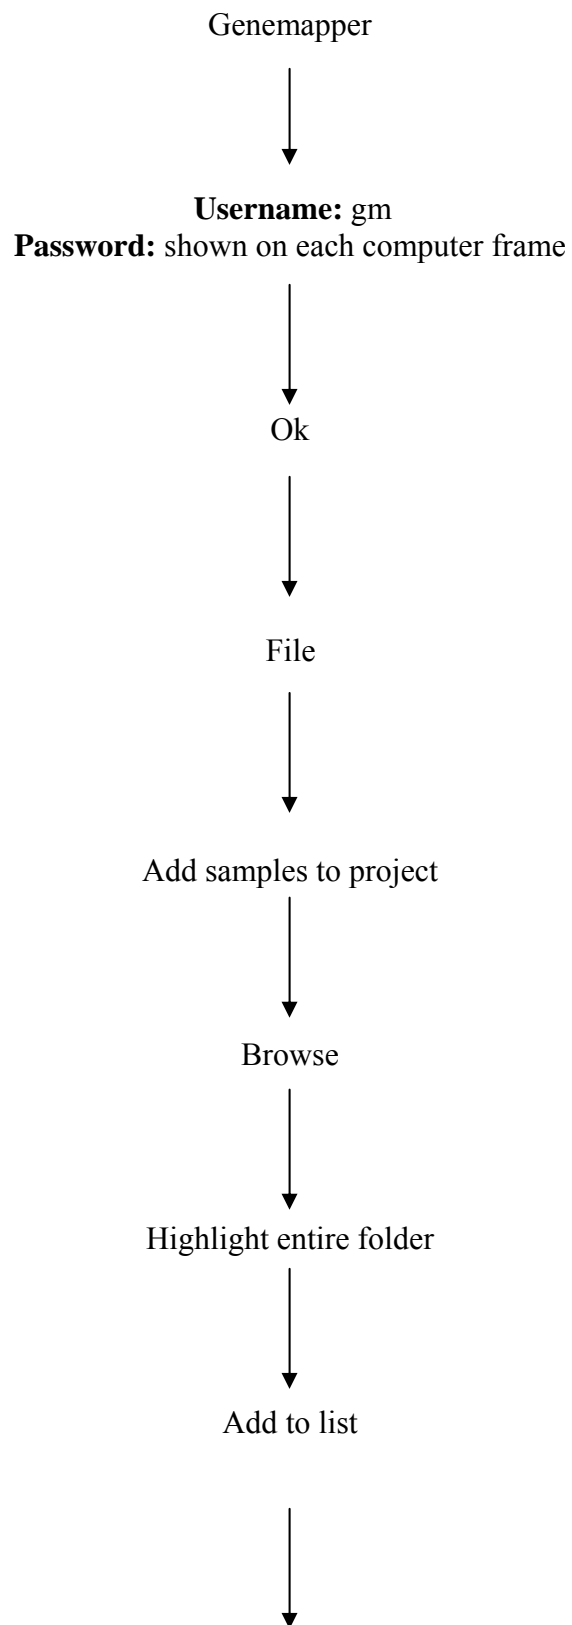 Genemapper
Username: gm
Password: shown on each computer frame
Ok
File
Add samples to project
Browse
Highlight entire folder
Add to list